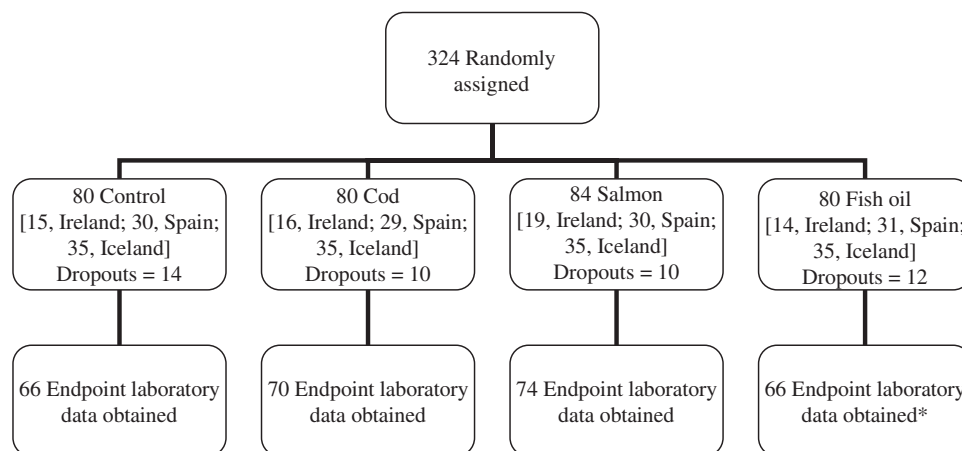 324 Randomly
assigned
80 Control
[15, Ireland; 30, Spain;
35, Iceland]
Dropouts = 14
80 Cod
[16, Ireland; 29, Spain;
35, Iceland]
Dropouts = 10
84 Salmon
[19, Ireland; 30, Spain;
35, Iceland]
Dropouts = 10
80 Fish oil
[14, Ireland; 31, Spain;
35, Iceland]
Dropouts = 12
66 Endpoint laboratory
data obtained
70 Endpoint laboratory
data obtained
74 Endpoint laboratory
data obtained
66 Endpoint laboratory
data obtained*